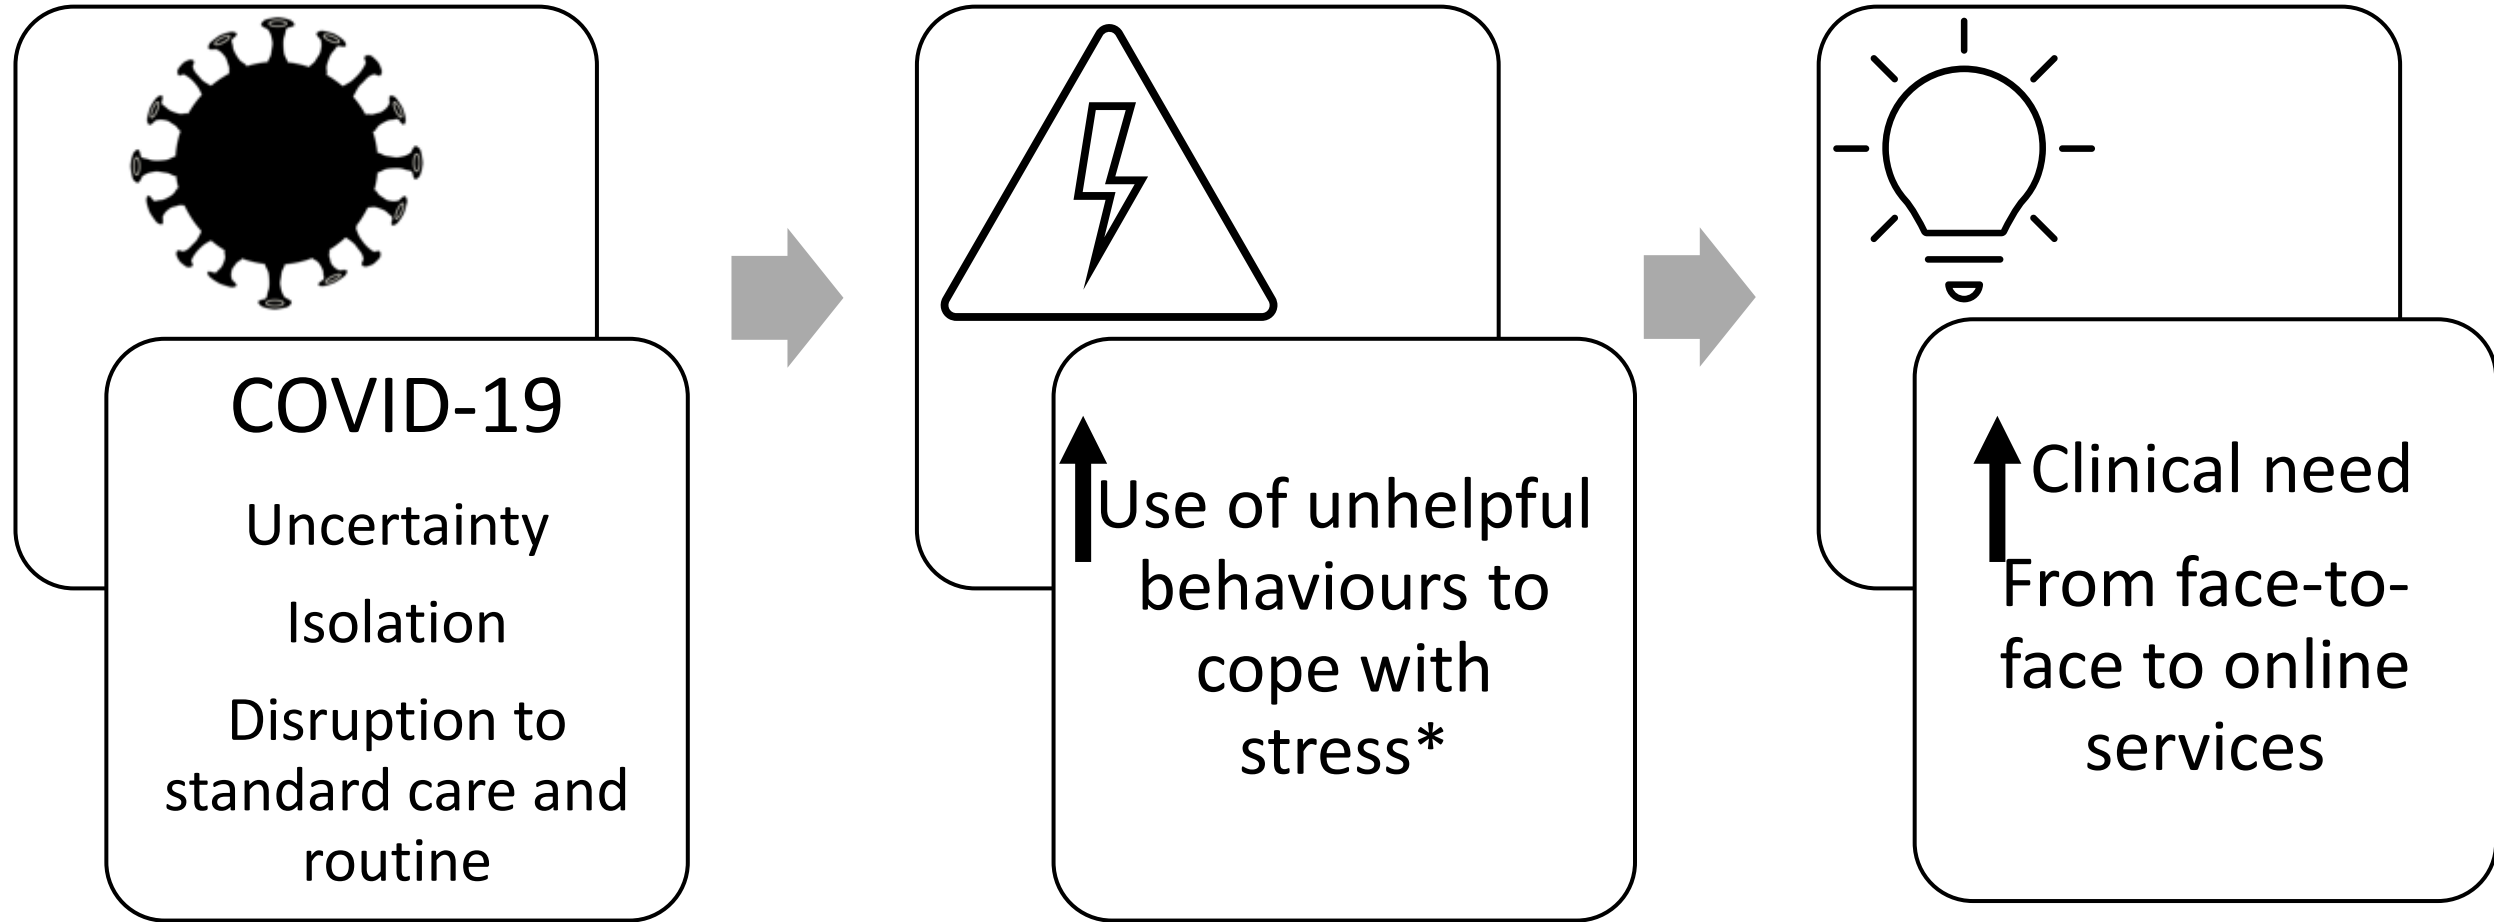 COVID-19
Uncertainty
Isolation
Disruption to
standard care and
routine
Use of unhelpful
behaviours to
cope with
stress*
Clinical need
From face-to-
face to online
services